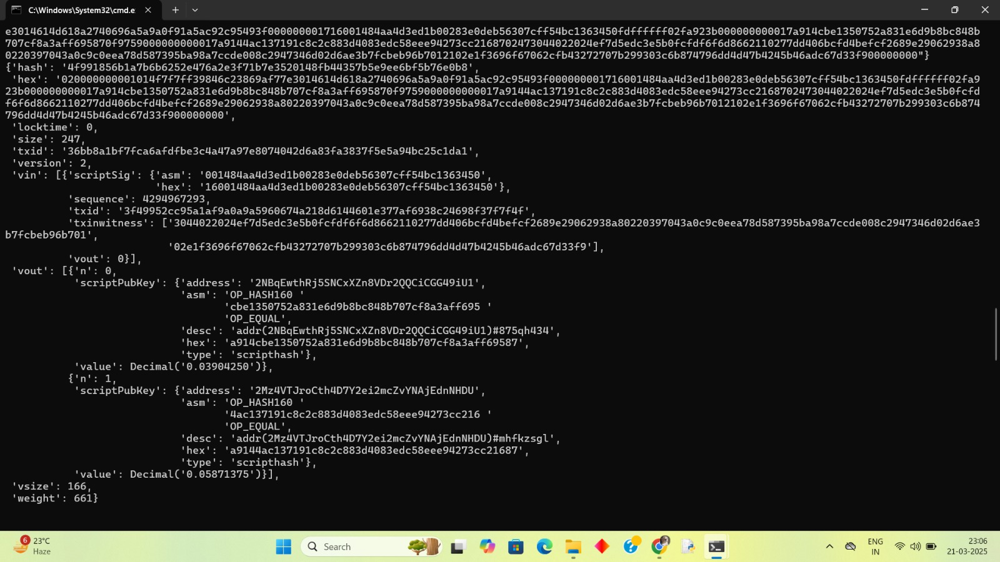 C:\Windows\System32\cmd.e
e3014614d618a2740696a5a9a0f91a5ac92c95493f000000001716001484aa4d3ed1b00283e0deb56307cff54bc1363450fdffffff02fa923b000000000017a914cbe1350752a831e6d9b8bc848b
707cf8a3aff695870f9759000000000017a9144ac137191c8c2c883d4083edc58eee94273cc2168702473044022024ef7d5edc3e5b0fcfdf6f6d8662110277dd406bcfd4befcf2689e29062938a8
0220397043a0c9c0eea78d587395ba98a7ccde008c2947346d02d6ae3b7fcbeb96b7012102e1f3696f67062cfb43272707b299303c6b874796dd4d47b4245b46adc67d33f900000000"}
{'hash': '4f991856b1a7b6b6252e476a2e3f71b7e3520148fb44357b5e9ee6bf5b76e0b8',
'hex': '020000000001014f7f7ff39846c23869af77e3014614d618a2740696a5a9a0f91a5ac92c95493f000000001716001484aa4d3ed1b00283e0deb56307cff54bc1363450fdffffff02fa9
23b000000000017a914cbe1350752a831e6d9b8bc848b707cf8a3aff695870f9759000000000017a9144ac137191c8c2c883d4083edc58eee94273cc2168702473044022024ef7d5edc3e5b0fcfd
f6f6d8662110277dd406bcfd4befcf2689e29062938a80220397043a0c9c0eea78d587395ba98a7ccde008c2947346d02d6ae3b7fcbeb96b7012102e1f3696f67062cfb43272707b299303c6b874
796dd4d47b4245b46adc67d33f900000000',
'locktime': 0,
'size': 247,
'txid': '36bb8a1bf7fca6afdfbe3c4a47a97e8074042d6a83fa3837f5e5a94bc25c1da1',
'version': 2,
'vin': [{'scriptSig': {'asm': '001484aa4d3ed1b00283e0deb56307cff54bc1363450',
'hex': '16001484aa4d3ed1b00283e0deb56307cff54bc1363450'},
'sequence': 4294967293,
'txid': '3f49952cc95a1af9a0a9a5960674a218d6144601e377af6938c24698f37f7f4f',
'txinwitness': ['3044022024ef7d5edc3e5b0fcfdf6f6d8662110277dd406bcfd4befcf2689e29062938a80220397043a0c9c0eea78d587395ba98a7ccde008c2947346d02d6ae3
b7fcbeb96b701',
'02e1f3696f67062cfb43272707b299303c6b874796dd4d47b4245b46adc67d33f9'],
'vout': 0}],
'vout': [{'n': 0,
'scriptPubKey': {'address': '2NBqEwthRj5SNCxXZn8VDr2QQCiCGG49iU1',
'asm': 'OP_HASH160 '
'cbe1350752a831e6d9b8bc848b707cf8a3aff695 '
'OP_EQUAL',
'desc': 'addr(2NBqEwthRj5SNCxXZn8VDr2QQCiCGG49iU1)#875qh434',
'hex': 'a914cbe1350752a831e6d9b8bc848b707cf8a3aff69587',
'type': 'scripthash'},
'value': Decimal('0.03904250')},
{'n': 1,
'scriptPubKey': {'address': '2Mz4VTJroCth4D7Y2ei2mcZvYNAjEdnNHDU',
'asm': 'OP_HASH160 '
'4ac137191c8c2c883d4083edc58eee94273cc216 '
'OP_EQUAL',
'desc': 'addr(2Mz4VTJroCth4D7Y2ei2mcZvYNAjEdnNHDU)#mhfkzsgl',
'hex': 'a9144ac137191c8c2c883d4083edc58eee94273cc21687',
'type': 'scripthash'},
'value': Decimal('0.05871375')}],
'vsize': 166,
'weight': 661}
6
23°C
Haze
Search
ENG
IN
23:06
21-03-2025